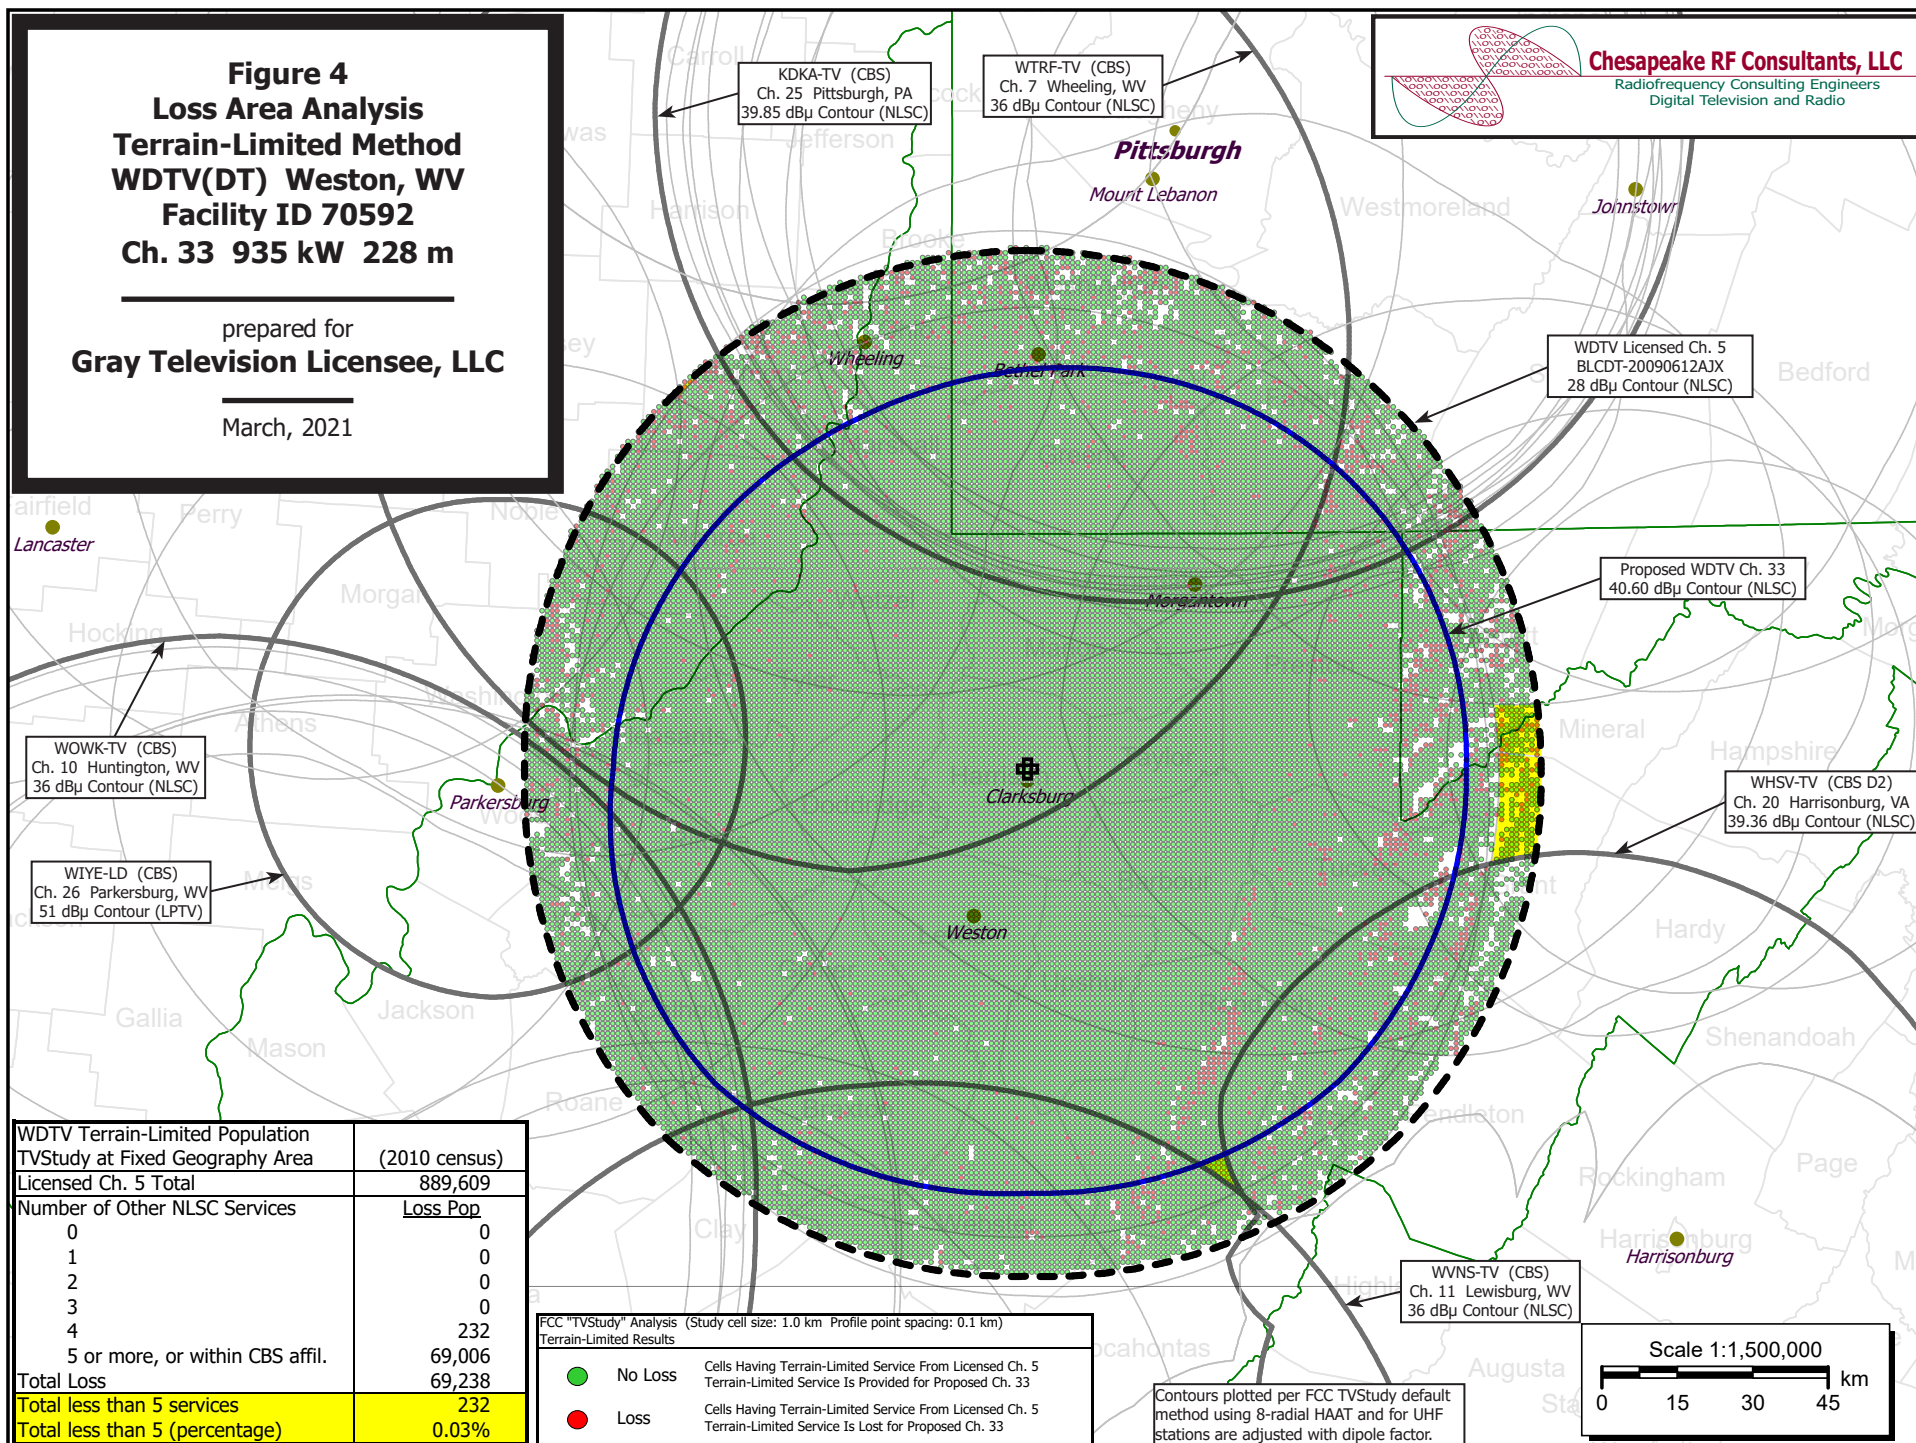 Figure 4
Loss Area Analysis
Terrain-Limited Method
WDTV(DT) Weston, WV
Facility ID 70592
Ch. 33 935 kW 228 m
prepared for
Gray Television Licensee, LLC
March, 2021
KDKA-TV (CBS)
Ch. 25 Pittsburgh, PA
39.85 dBµ Contour (NLSC)
WTRF-TV (CBS)
Ch. 7 Wheeling, WV
36 dBµ Contour (NLSC)
Chesapeake RF Consultants, LLC
Radiofrequency Consulting Engineers
Digital Television and Radio
Carroll
Jefferson
Harrison
Brooke
Pittsburgh
Mount Lebanon
Westmoreland
Johnstown
Wheeling
Bethel Park
WDTV Licensed Ch. 5
BLCDT-20090612AJX
28 dBµ Contour (NLSC)
Bedford
Perry
Noble
Lancaster
Morgan
Hocking
Morgantown
Proposed WDTV Ch. 33
40.60 dBµ Contour (NLSC)
Athens
Mineral
Hampshire
WOWK-TV (CBS)
Ch. 10 Huntington, WV
36 dBµ Contour (NLSC)
Parkersburg
Clarksburg
WHSV-TV (CBS D2)
Ch. 20 Harrisonburg, VA
39.36 dBµ Contour (NLSC)
WIYE-LD (CBS)
Ch. 26 Parkersburg, WV
51 dBµ Contour (LPTV)
Meigs
Weston
Hardy
Gallia
Jackson
Mason
Shenandoah
Roane
Clay
Rockingham
Page
Harrisonburg
Harrisonburg
WVNS-TV (CBS)
Ch. 11 Lewisburg, WV
36 dBµ Contour (NLSC)
Augusta
WDTV Terrain-Limited Population
TVStudy at Fixed Geography Area (2010 census)
Licensed Ch. 5 Total 889,609
Number of Other NLSC Services Loss Pop
0 0
1 0
2 0
3 0
4 232
5 or more, or within CBS affil. 69,006
Total Loss 69,238
Total less than 5 services 232
Total less than 5 (percentage) 0.03%
FCC "TVStudy" Analysis (Study cell size: 1.0 km Profile point spacing: 0.1 km)
Terrain-Limited Results
No Loss Cells Having Terrain-Limited Service From Licensed Ch. 5
Terrain-Limited Service Is Provided for Proposed Ch. 33
Loss Cells Having Terrain-Limited Service From Licensed Ch. 5
Terrain-Limited Service Is Lost for Proposed Ch. 33
Contours plotted per FCC TVStudy default
method using 8-radial HAAT and for UHF
stations are adjusted with dipole factor.
Scale 1:1,500,000
km
0 15 30 45